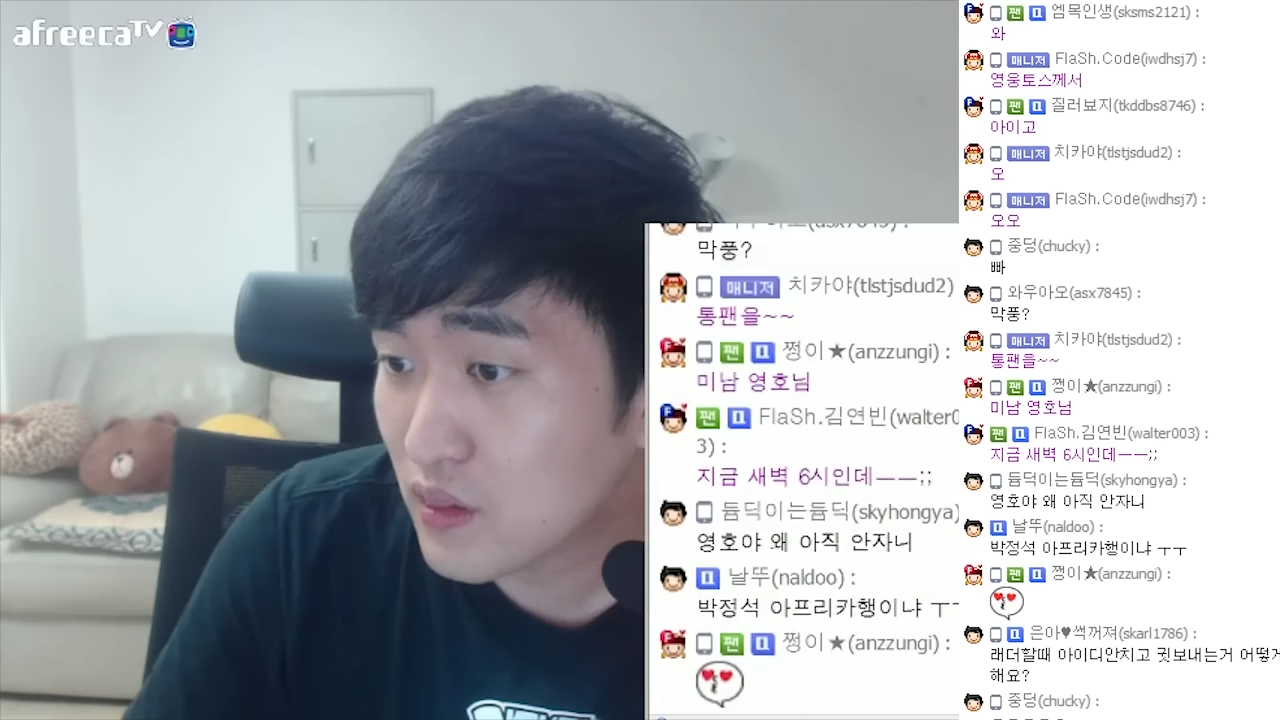 afreecaTV
막풍?
매니저 치카야(tlstjsdud2)
통팬을~~
팬 쩡이★(anzzungi) :
미남 영호님
팬 FlaSh.김연빈(walter0
3) :
지금 새벽 6시인데ㅡㅡ;;
듐덕이는듐덕(skyhongya)
영호야 왜 아직 안자니
날뚜(naldoo) :
박정석 아프리카행이냐 ㅜㅜ
팬 쩡이★(anzzungi) :
팬 엠목인생(sksms2121) :
와
매니저 FlaSh.Code(iwdhsj7) :
영웅토스께서
팬 질러보지(tkddbs8746) :
아이고
매니저 치카야(tlstjsdud2) :
오
매니저 FlaSh.Code(iwdhsj7) :
오오
중덩(chucky) :
빠
와우아오(asx7845) :
막풍?
매니저 치카야(tlstjsdud2) :
통팬을~~
팬 쩡이★(anzzungi) :
미남 영호님
팬 FlaSh.김연빈(walter003) :
지금 새벽 6시인데ㅡㅡ;;
듐덕이는듐덕(skyhongya) :
영호야 왜 아직 안자니
날뚜(naldoo) :
박정석 아프리카행이냐 ㅜㅜ
팬 쩡이★(anzzungi) :
은아♥썩꺼져(skarl1786) :
래더할때 아이디안치고 귓보내는거 어떻게
해요?
중덩(chucky) :